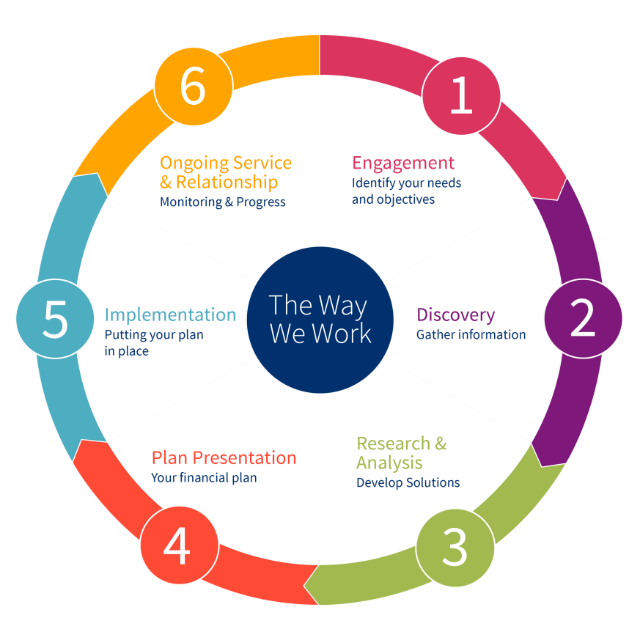 1
Engagement
Identify your needs
and objectives
2
Discovery
Gather information
3
Research &
Analysis
Develop Solutions
4
Plan Presentation
Your financial plan
5
Implementation
Putting your plan
in place
6
Ongoing Service
& Relationship
Monitoring & Progress
The Way
We Work